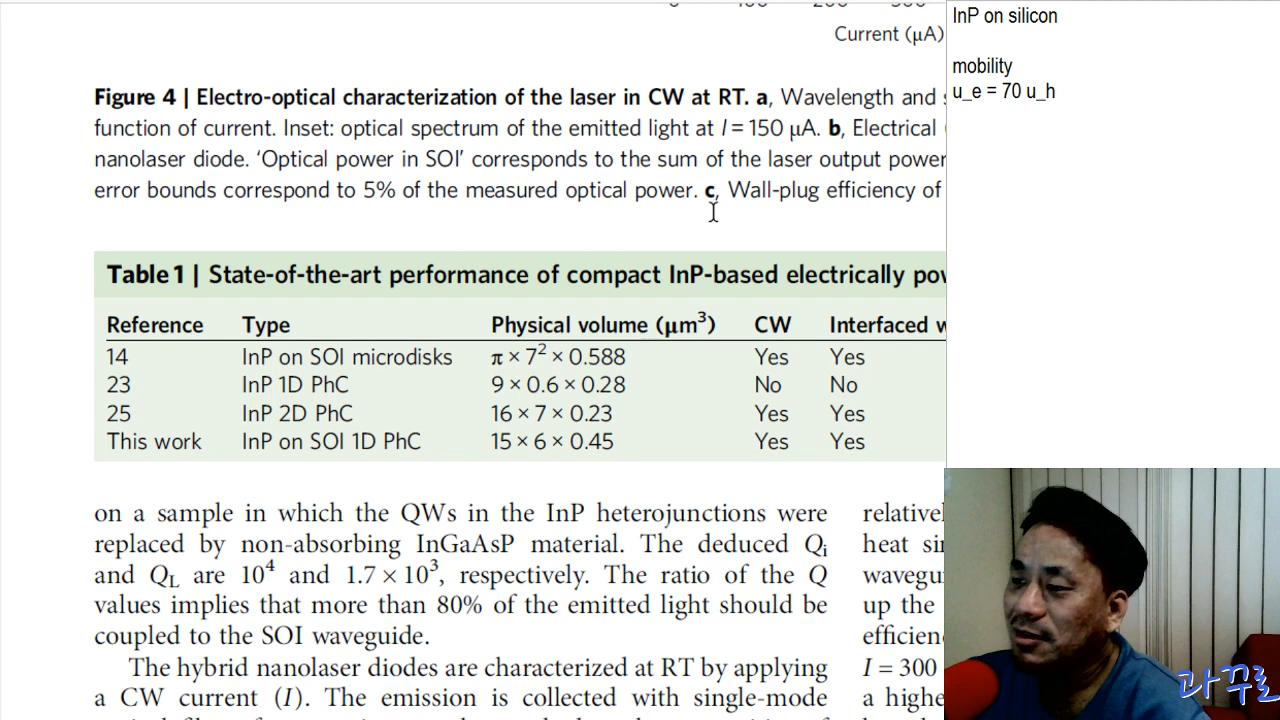 Current (μA)
Figure 4 | Electro-optical characterization of the laser in CW at RT. a, Wavelength and
function of current. Inset: optical spectrum of the emitted light at I = 150 μA. b, Electrical
nanolaser diode. 'Optical power in SOI' corresponds to the sum of the laser output power
error bounds correspond to 5% of the measured optical power. c, Wall-plug efficiency of
Table 1 | State-of-the-art performance of compact InP-based electrically
Reference Type Physical volume (μm³) CW Interfaced
14 InP on SOI microdisks π × 7² × 0.588 Yes Yes
23 InP 1D PhC 9 × 0.6 × 0.28 No No
25 InP 2D PhC 16 × 7 × 0.23 Yes Yes
This work InP on SOI 1D PhC 15 × 6 × 0.45 Yes Yes
on a sample in which the QWs in the InP heterojunctions were
replaced by non-absorbing InGaAsP material. The deduced Qi
and QL are 10⁴ and 1.7 × 10³, respectively. The ratio of the Q
values implies that more than 80% of the emitted light should be
coupled to the SOI waveguide.
The hybrid nanolaser diodes are characterized at RT by applying
a CW current (I). The emission is collected with single-mode
heat
up the
I = 300
InP on silicon
mobility
u_e = 70 u_h
과꾸로